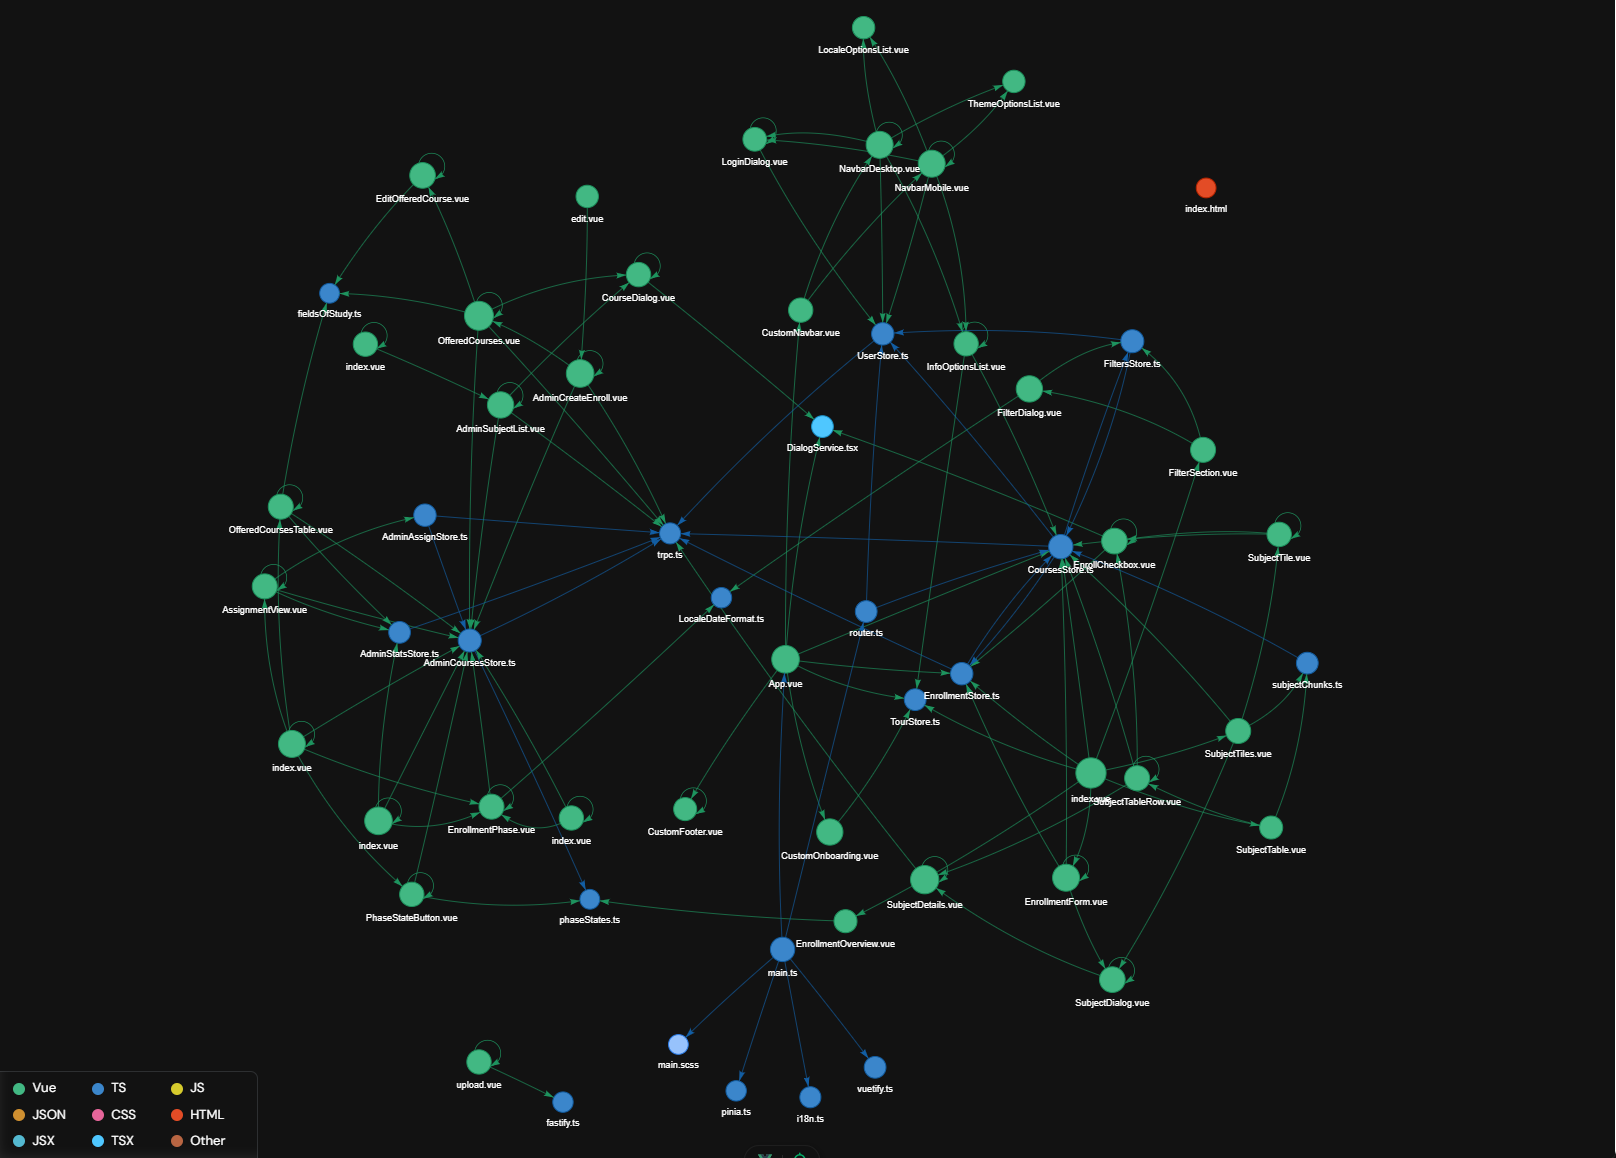 LocaleOptionsList.vue
ThemeOptionsList.vue
LoginDialog.vue
NavbarDesktop.vue
NavbarMobile.vue
EditOfferedCourse.vue
edit.vue
index.html
CourseDialog.vue
fieldsOfStudy.ts
OfferedCourses.vue
CustomNavbar.vue
UserStore.ts
InfoOptionsList.vue
FiltersStore.ts
index.vue
AdminCreateEnroll.vue
FilterDialog.vue
AdminSubjectList.vue
DialogService.tsx
FilterSection.vue
OfferedCoursesTable.vue
AdminAssignStore.ts
trpc.ts
CoursesStore.ts
EnrollCheckbox.vue
SubjectTile.vue
AssignmentView.vue
LocaleDateFormat.ts
router.ts
AdminStatsStore.ts
AdminCoursesStore.ts
App.vue
EnrollmentStore.ts
subjectChunks.ts
TourStore.ts
index.vue
SubjectTiles.vue
index.vue
SubjectTableRow.vue
EnrollmentPhase.vue
index.vue
index.vue
CustomFooter.vue
CustomOnboarding.vue
SubjectTable.vue
PhaseStateButton.vue
phaseStates.ts
SubjectDetails.vue
EnrollmentForm.vue
EnrollmentOverview.vue
main.ts
SubjectDialog.vue
main.scss
upload.vue
vuetify.ts
pinia.ts
i18n.ts
fastify.ts
Vue TS JS
JSON CSS HTML
JSX TSX Other